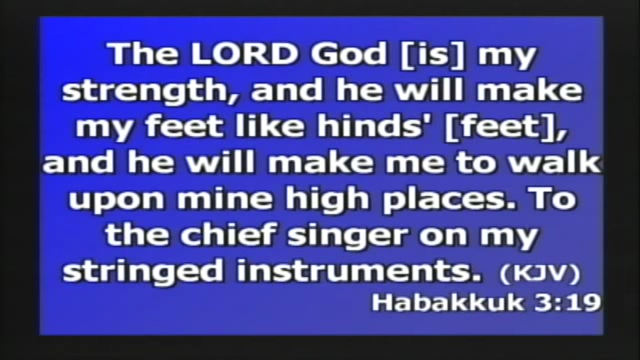 The LORD God [is] my
strength, and he will make
my feet like hinds' [feet],
and he will make me to walk
upon mine high places. To
the chief singer on my
stringed instruments. (KJV)
Habakkuk 3:19